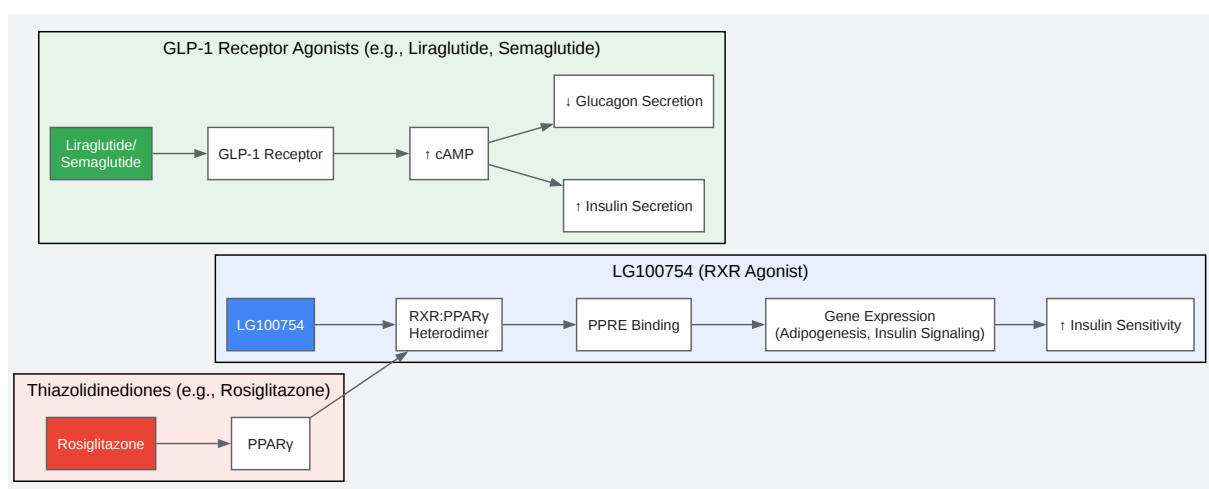 GLP-1 Receptor Agonists (e.g., Liraglutide, Semaglutide)
↓ Glucagon Secretion
Liraglutide/
Semaglutide
GLP-1 Receptor
↑ cAMP
↑ Insulin Secretion
LG100754 (RXR Agonist)
LG100754
RXR:PPARγ
Heterodimer
PPRE Binding
Gene Expression
(Adipogenesis, Insulin Signaling)
↑ Insulin Sensitivity
Thiazolidinediones (e.g., Rosiglitazone)
Rosiglitazone
PPARγ